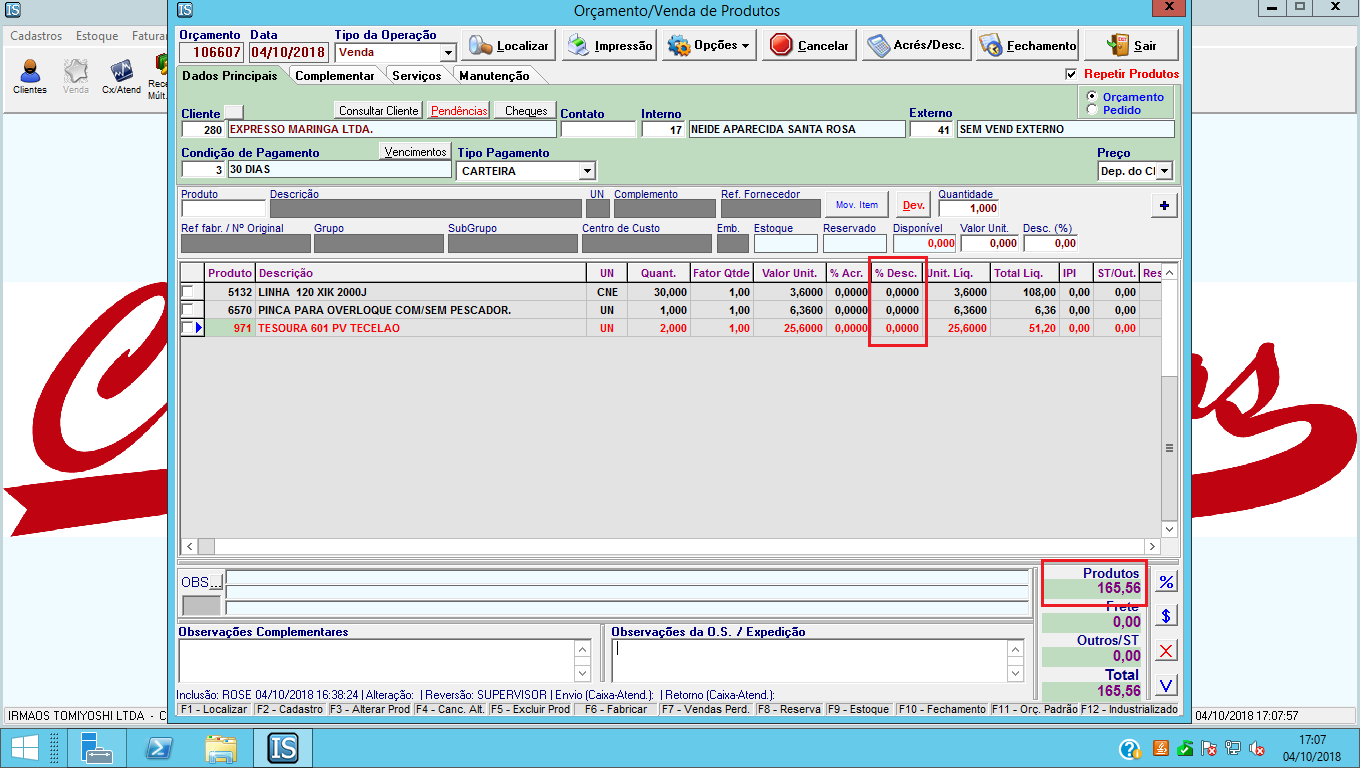 IS
Orçamento/Venda de Produtos
Cadastros Estoque Fatura
Clientes Venda Cx/Atend Rece Múlt.
Orçamento Data Tipo da Operação
106607 04/10/2018 Venda
Localizar Impressão Opções Cancelar Acrés/Desc. Fechamento Sair
Dados Principais Complementar Serviços Manutenção
Repetir Produtos
Orçamento
Pedido
Cliente Consultar Cliente Pendências Cheques Contato Interno Externo
280 EXPRESSO MARINGA LTDA. 17 NEIDE APARECIDA SANTA ROSA 41 SEM VEND EXTERNO
Condição de Pagamento Vencimentos Tipo Pagamento Preço
3 30 DIAS CARTEIRA Dep. do Cl
Produto Descrição UN Complemento Ref. Fornecedor Mov. Item Dev. Quantidade
1,000 +
Ref fabr. / Nº Original Grupo SubGrupo Centro de Custo Emb. Estoque Reservado Disponível Valor Unit. Desc. (%)
0,000 0,000 0,00
Produto Descrição UN Quant. Fator Qtde Valor Unit. % Acr. % Desc. Unit. Líq. Total Liq. IPI ST/Out. Res
5132 LINHA 120 XIK 2000J CNE 30,000 1,00 3,6000 0,0000 0,0000 3,6000 108,00 0,00 0,00
6570 PINCA PARA OVERLOQUE COM/SEM PESCADOR. UN 1,000 1,00 6,3600 0,0000 0,0000 6,3600 6,36 0,00 0,00
971 TESOURA 601 PV TECELAO UN 2,000 1,00 25,6000 0,0000 0,0000 25,6000 51,20 0,00 0,00
OBS...
Produtos
165,56
Frete
0,00
Outros/ST
0,00
Total
165,56
%
$
X
V
Observações Complementares Observações da O.S. / Expedição
Inclusão: ROSE 04/10/2018 16:38:24 | Alteração: | Reversão: SUPERVISOR | Envio (Caixa-Atend.): | Retorno (Caixa-Atend.):
F1 - Localizar F2 - Cadastro F3 - Alterar Prod F4 - Canc. Alt. F5 - Excluir Prod F6 - Fabricar F7 - Vendas Perd. F8 - Reserva F9 - Estoque F10 - Fechamento F11 - Orç. Padrão F12 - Industrializado
IRMAOS TOMIYOSHI LTDA - C 04/10/2018 17:07:57
IS
17:07
04/10/2018